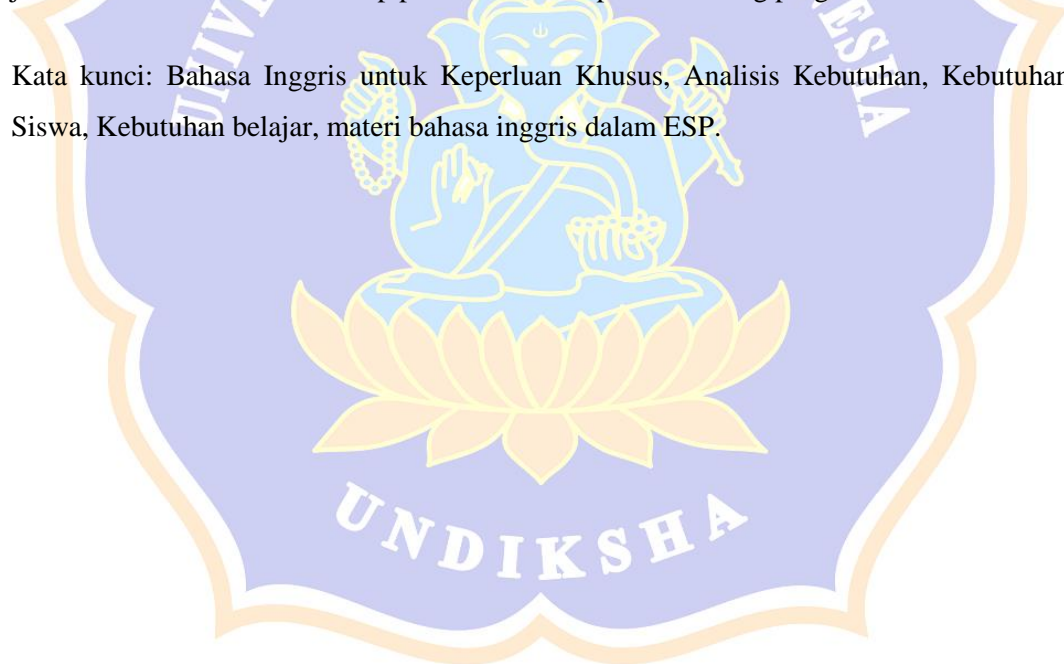 Kata kunci: Bahasa Inggris untuk Keperluan Khusus, Analisis Kebutuhan, Kebutuhan
Siswa, Kebutuhan belajar, materi bahasa inggris dalam ESP.
UNDIKSHA